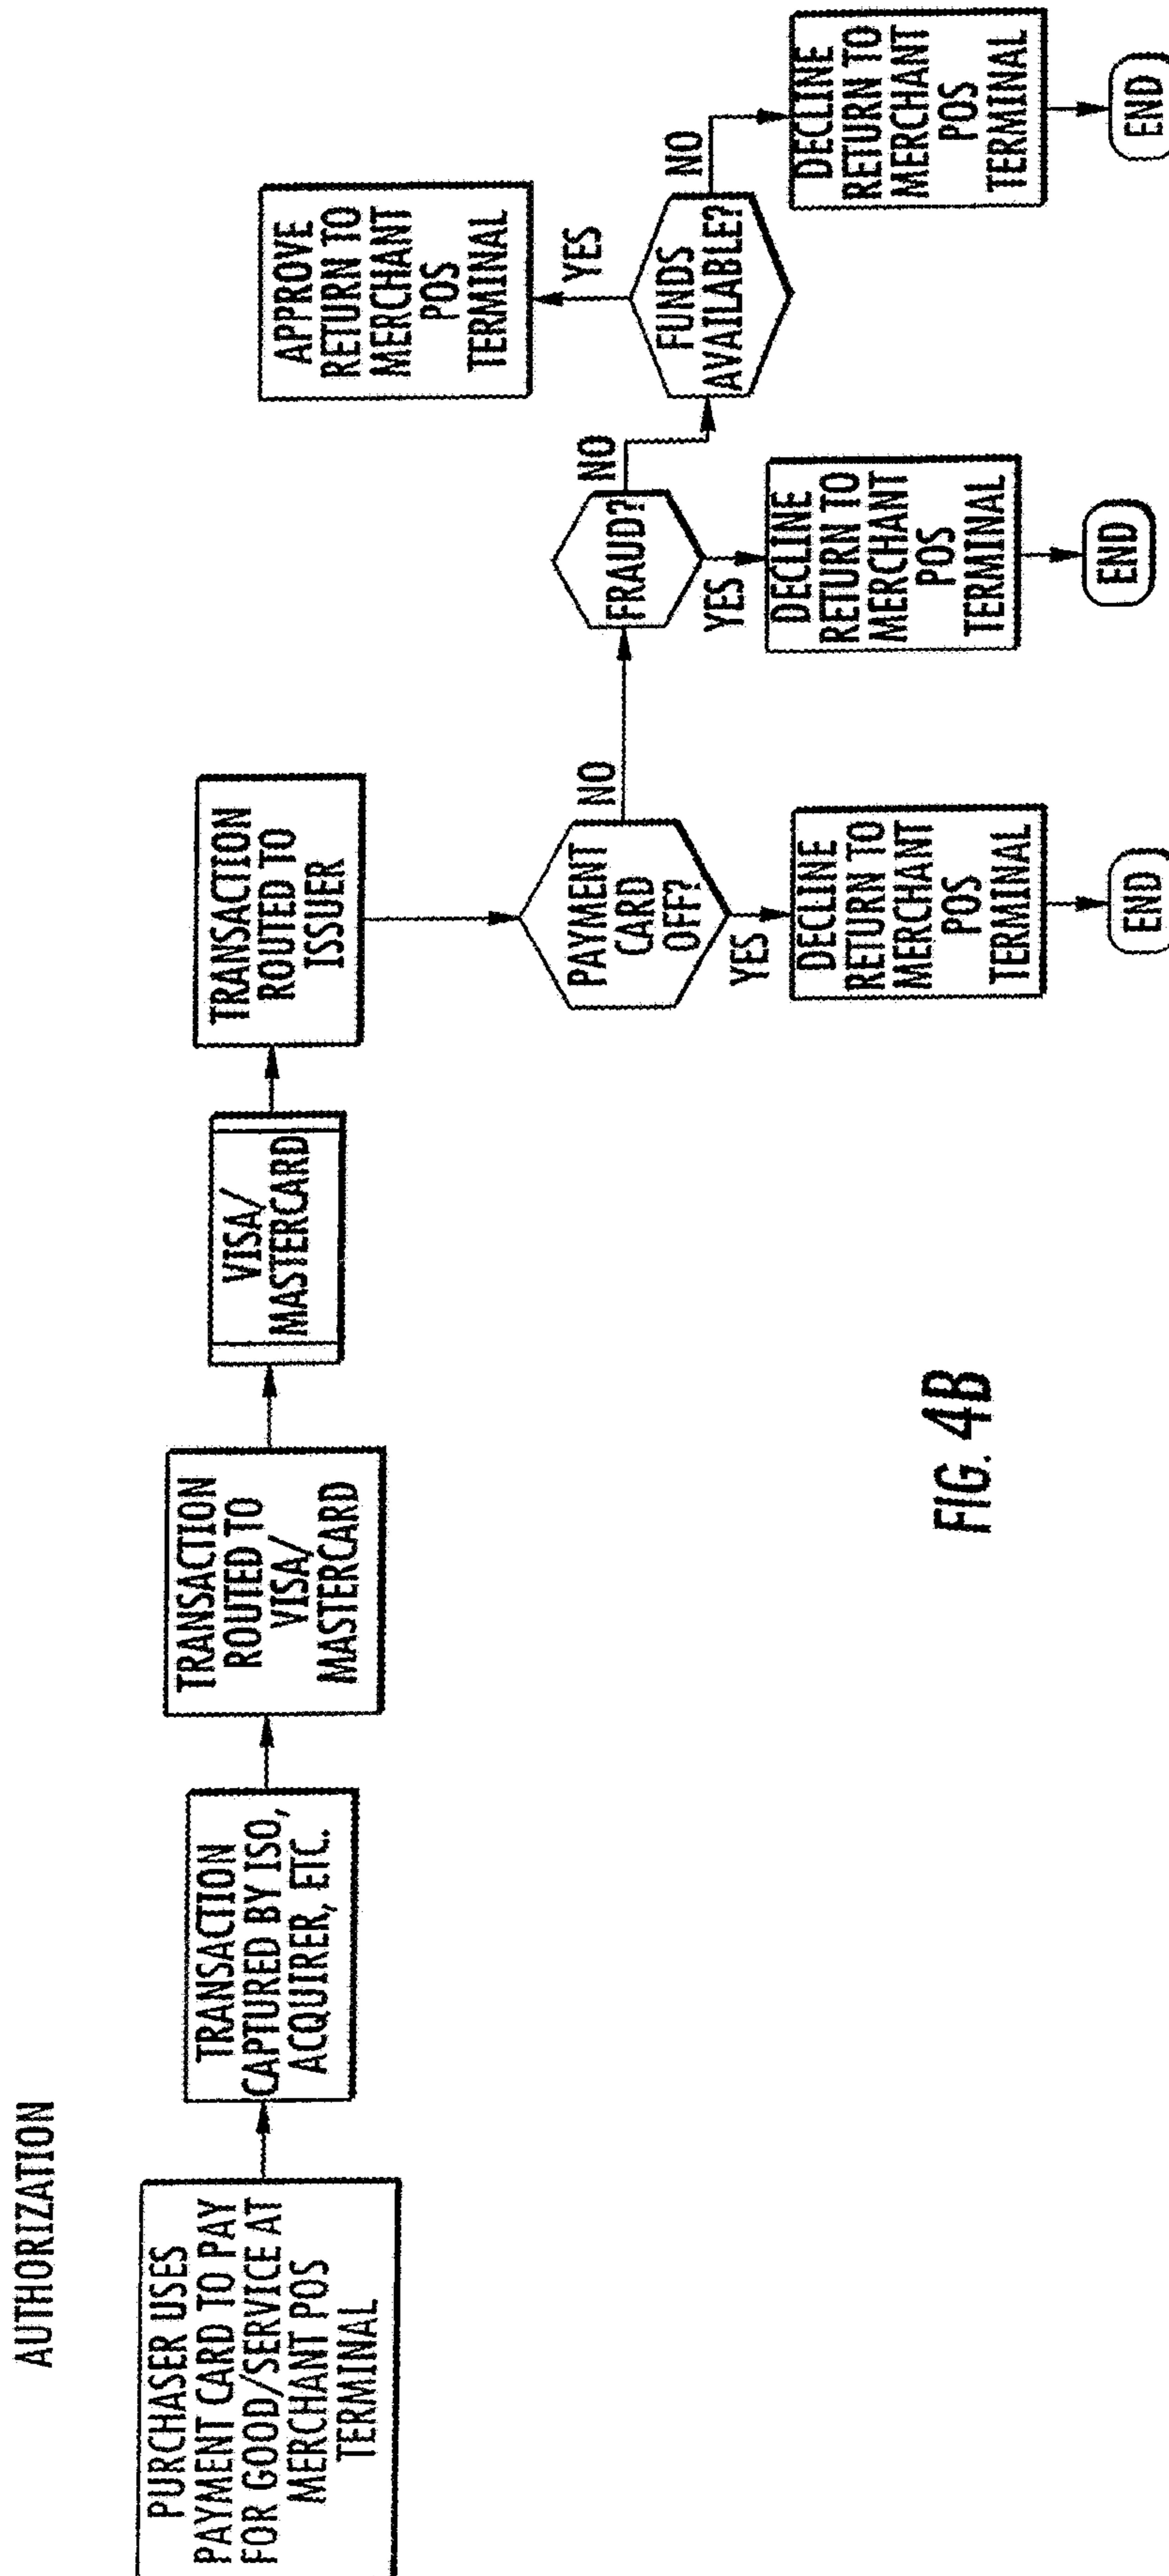 AUTHORIZATION
PURCHASER USES
PAYMENT CARD TO PAY
FOR GOOD/SERVICE AT
MERCHANT POS
TERMINAL
TRANSACTION
CAPTURED BY ISO,
ACQUIRER, ETC.
TRANSACTION
ROUTED TO
VISA/
MASTERCARD
VISA/
MASTERCARD
TRANSACTION
ROUTED TO
ISSUER
PAYMENT
CARD
OFF?
YES
NO
DECLINE
RETURN TO
MERCHANT
POS
TERMINAL
END
FRAUD?
YES
NO
DECLINE
RETURN TO
MERCHANT
POS
TERMINAL
END
FUNDS
AVAILABLE?
YES
NO
APPROVE
RETURN TO
MERCHANT
POS
TERMINAL
DECLINE
RETURN TO
MERCHANT
POS
TERMINAL
END
FIG. 4B